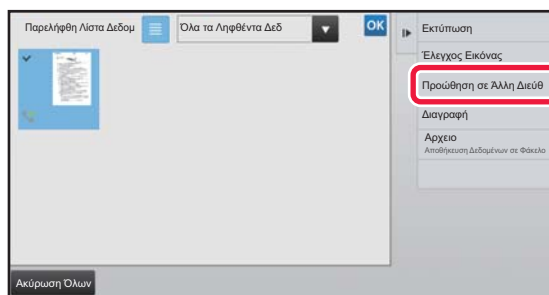 Παρελήφθη Λίστα Δεδομ
Όλα τα Ληφθέντα Δεδ
OK
Εκτύπωση
Έλεγχος Εικόνας
Προώθηση σε Άλλη Διεύθ
Διαγραφή
Αρχειο
Αποθήκευση Δεδομένων σε Φάκελο
Ακύρωση Όλων